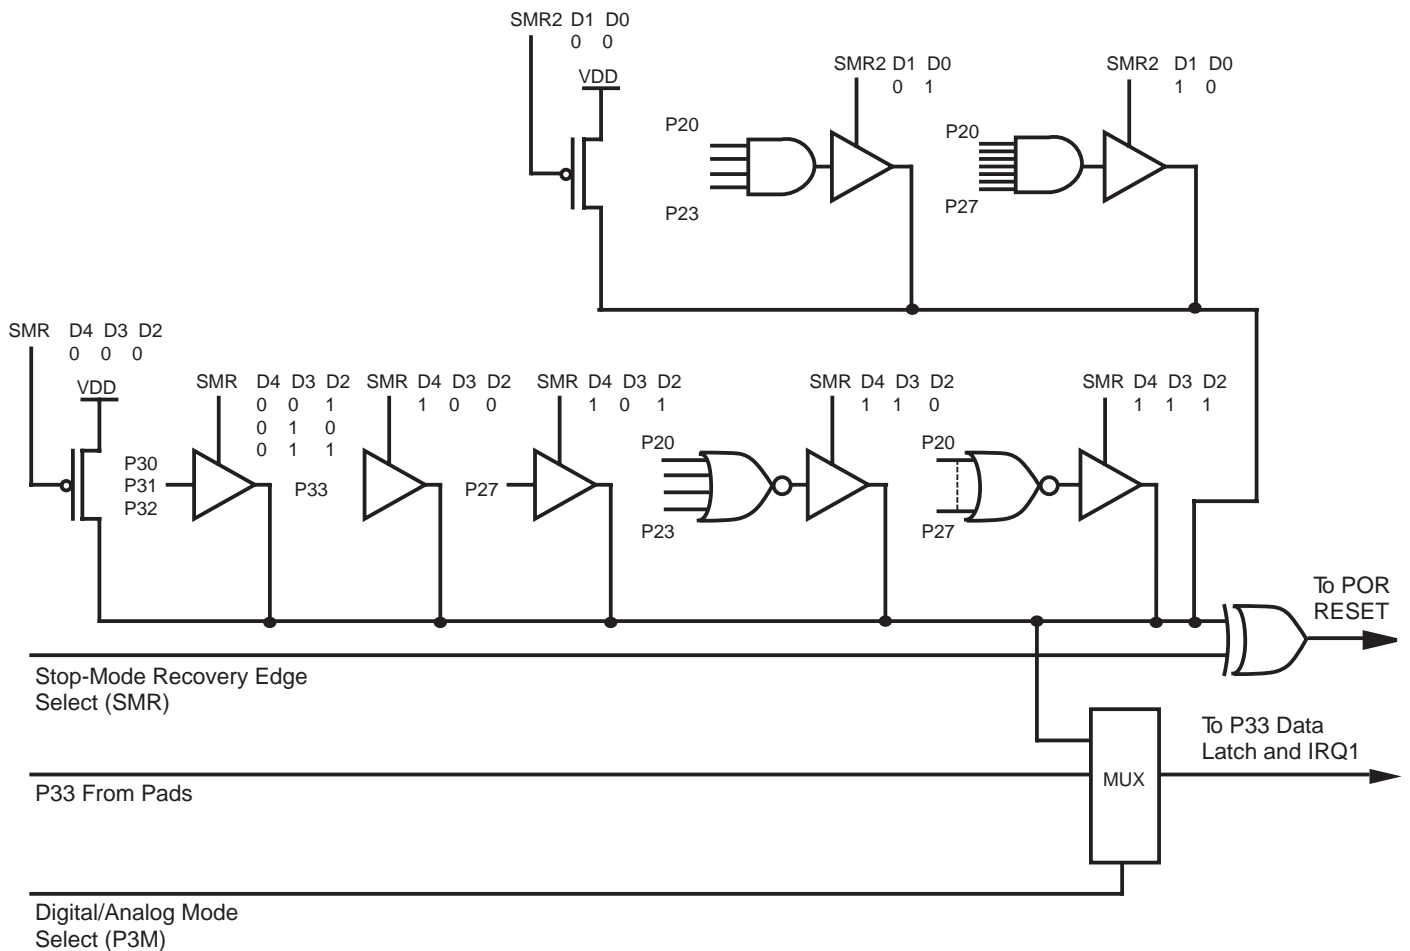 SMR2 D1 D0
0 0
VDD
SMR2 D1 D0
0 1
SMR2 D1 D0
1 0
P20
P23
P20
P27
SMR D4 D3 D2
0 0 0
VDD
SMR D4 D3 D2
0 0 1
0 1 0
0 1 1
SMR D4 D3 D2
1 0 0
SMR D4 D3 D2
1 0 1
SMR D4 D3 D2
1 1 0
SMR D4 D3 D2
1 1 1
P30
P31
P32
P33
P27
P20
P23
P20
P27
To POR
RESET
Stop-Mode Recovery Edge
Select (SMR)
To P33 Data
Latch and IRQ1
MUX
P33 From Pads
Digital/Analog Mode
Select (P3M)